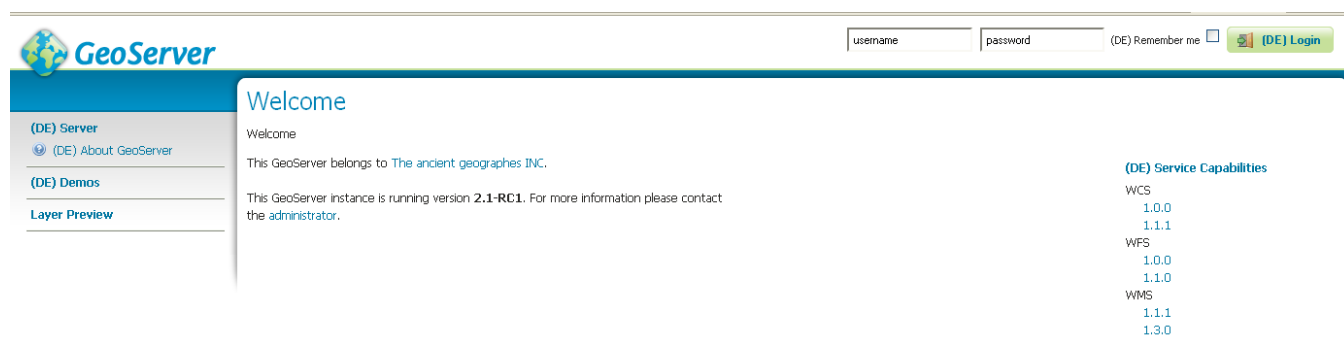 GeoServer
username password (DE) Remember me (DE) Login
Welcome
(DE) Server
(DE) About GeoServer
(DE) Demos
Layer Preview
Welcome
This GeoServer belongs to The ancient geographes INC.
This GeoServer instance is running version 2.1-RC1. For more information please contact
the administrator.
(DE) Service Capabilities
WCS
1.0.0
1.1.1
WFS
1.0.0
1.1.0
WMS
1.1.1
1.3.0